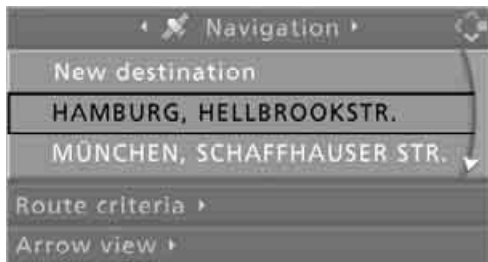 Navigation
New destination
HAMBURG, HELLBROOKSTR.
MÜNCHEN, SCHAFFHAUSER STR.
Route criteria
Arrow view